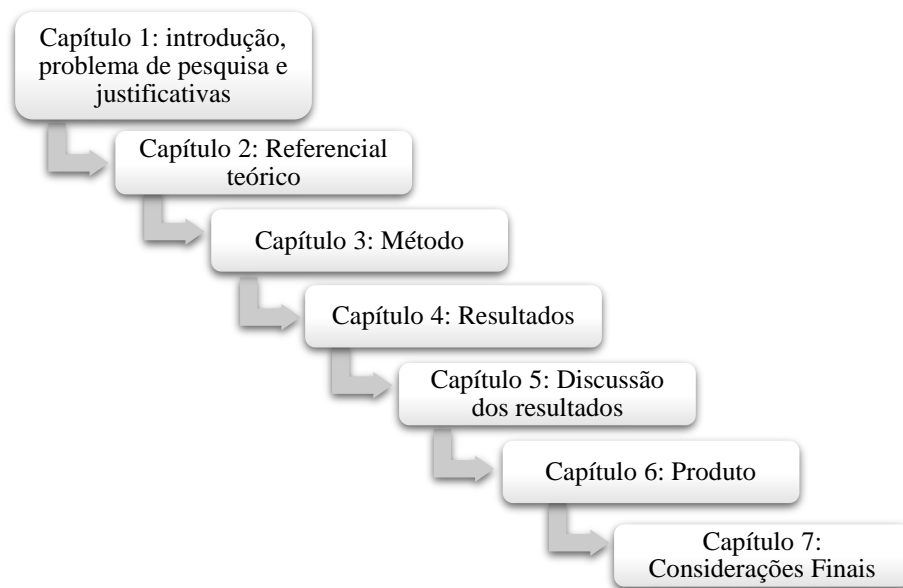 Capítulo 1: introdução,
problema de pesquisa e
justificativas
Capítulo 2: Referencial
teórico
Capítulo 3: Método
Capítulo 4: Resultados
Capítulo 5: Discussão
dos resultados
Capítulo 6: Produto
Capítulo 7:
Considerações Finais